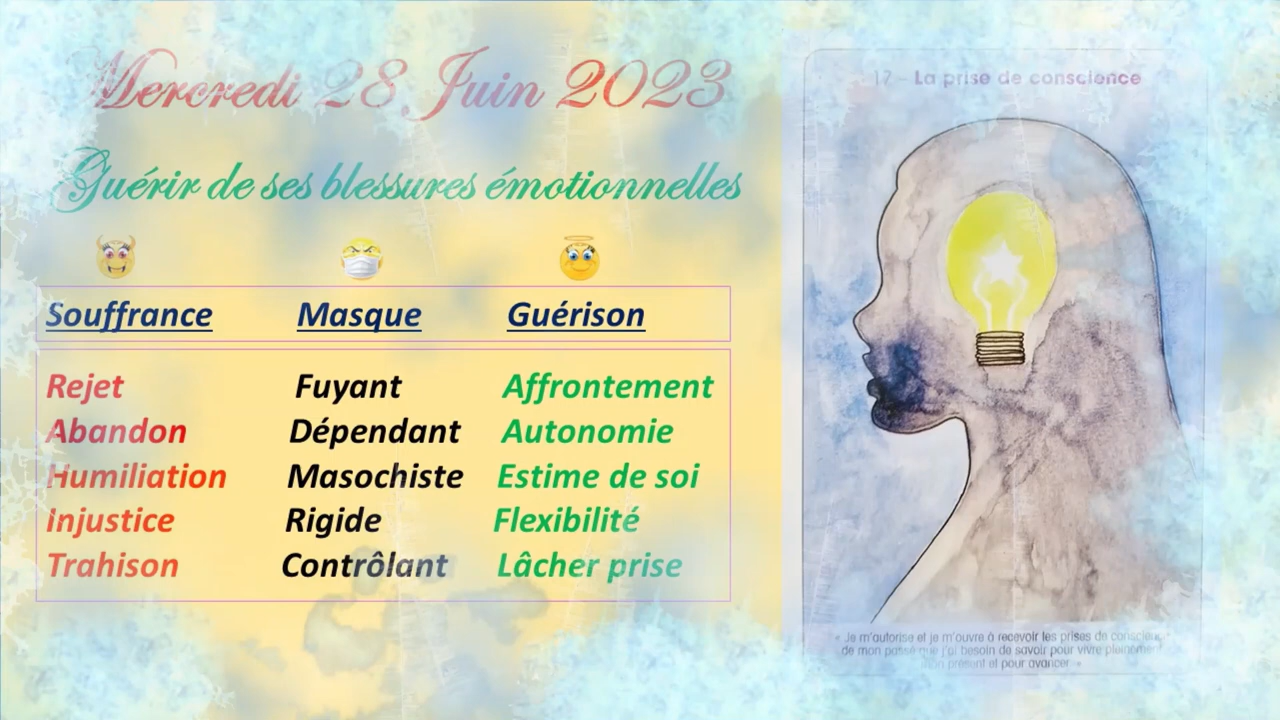 Mercredi 28 Juin 2023
Guérir de ses blessures émotionnelles
Souffrance Masque Guérison
Rejet Fuyant Affrontement
Abandon Dépendant Autonomie
Humiliation Masochiste Estime de soi
Injustice Rigide Flexibilité
Trahison Contrôlant Lâcher prise
17 - La prise de conscience
« Je m'autorise et je m'ouvre à recevoir les prises de conscience
de mon passé que j'ai besoin de savoir pour vivre pleinement
mon présent et pour avancer »